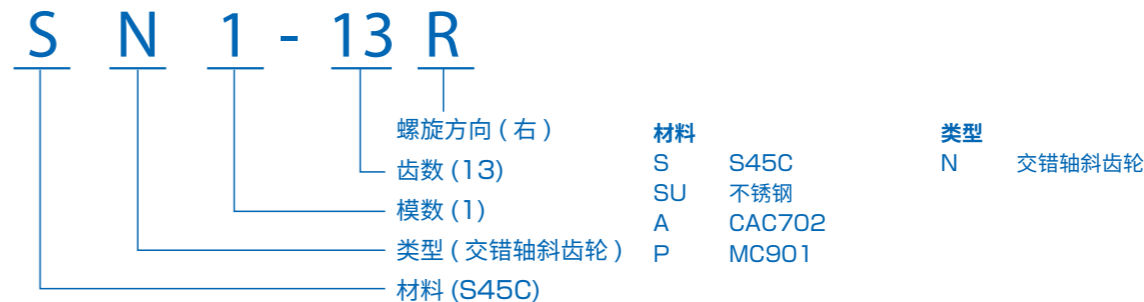 S N 1 - 13 R
螺旋方向 ( 右 )
齿数 (13)
模数 (1)
类型 ( 交错轴斜齿轮 )
材料 (S45C)
材料
S S45C
SU 不锈钢
A CAC702
P MC901
类型
N 交错轴斜齿轮